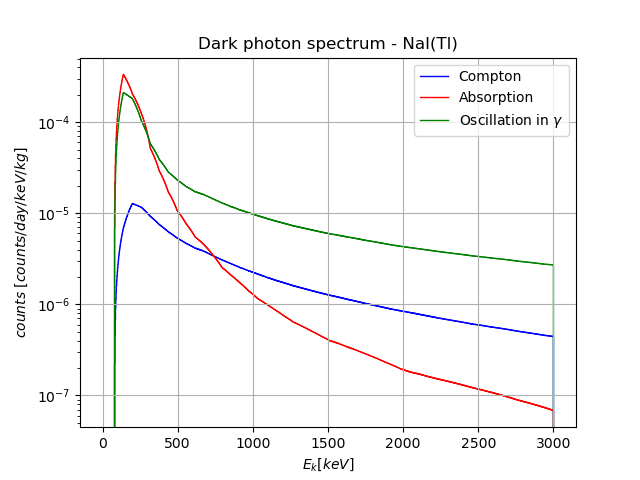 Dark photon spectrum - NaI(Tl)
Compton
Absorption
Oscillation in γ
counts [counts/day/keV/kg]
10⁻⁴
10⁻⁵
10⁻⁶
10⁻⁷
0 500 1000 1500 2000 2500 3000
E_k[keV]